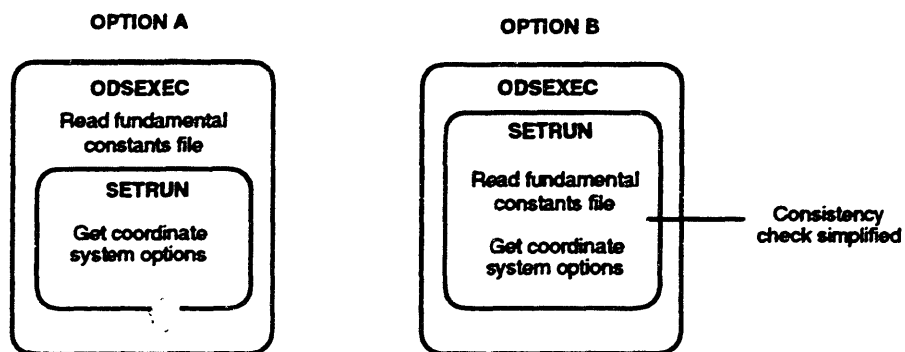 OPTION A
ODSEXEC
Read fundamental
constants file
SETRUN
Get coordinate
system options
OPTION B
ODSEXEC
SETRUN
Read fundamental
constants file
Get coordinate
system options
Consistency
check simplified